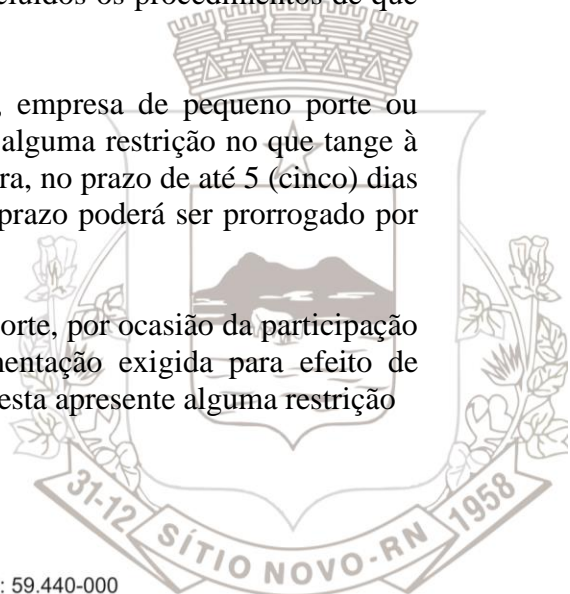 cluídos os procedimentos de que
, empresa de pequeno porte ou
alguma restrição no que tange à
ra, no prazo de até 5 (cinco) dias
prazo poderá ser prorrogado por
orte, por ocasião da participação
mentação exigida para efeito de
esta apresente alguma restrição
31-12 SÍTIO NOVO-RN 1958
: 59.440-000